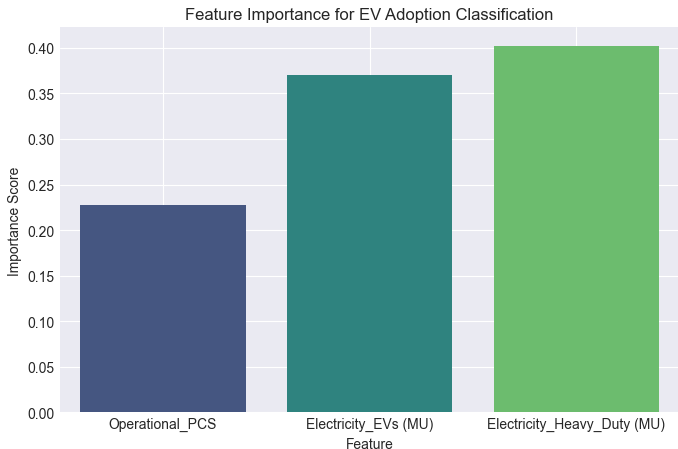 Feature Importance for EV Adoption Classification
0.40
0.35
0.30
0.25
0.20
0.15
0.10
0.05
0.00
Importance Score
Operational_PCS Electricity_EVs (MU) Electricity_Heavy_Duty (MU)
Feature